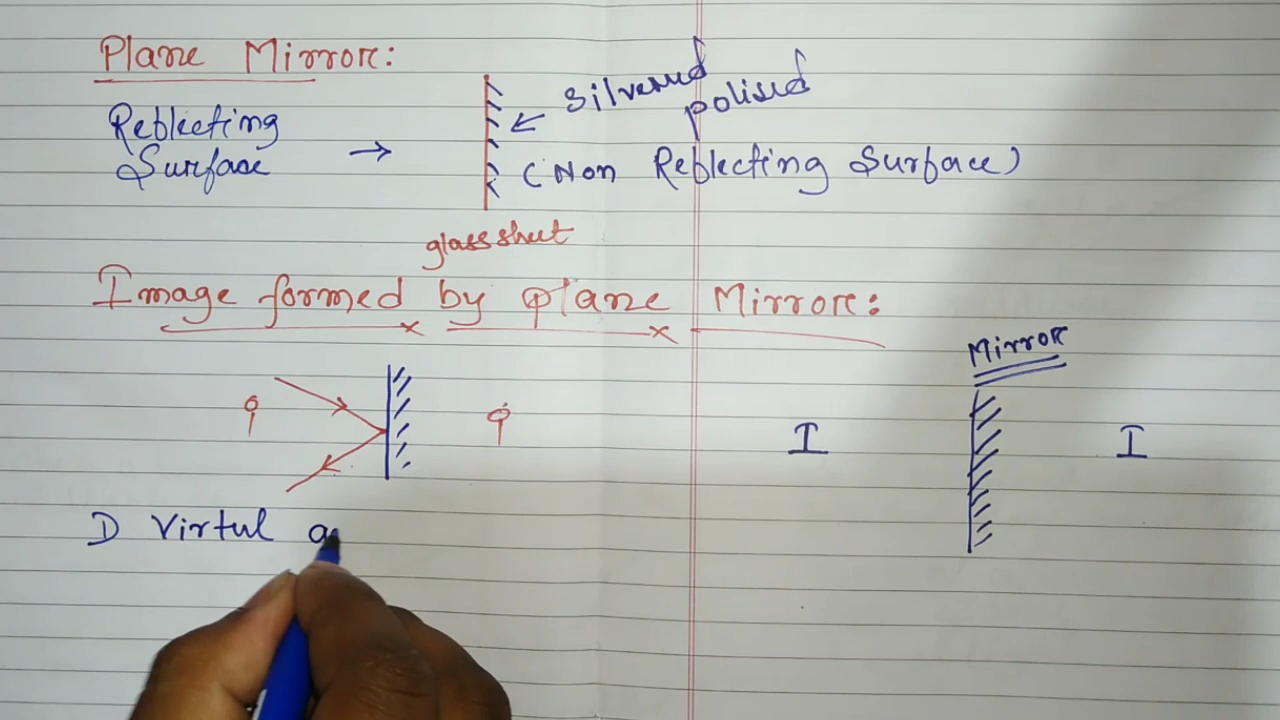 Plane Mirror:
Reflecting
Surface →
silvered
polised
(Non Reflecting Surface)
glass sheet
Image formed by plane Mirror:
Mirror
I I
1) Virtul a